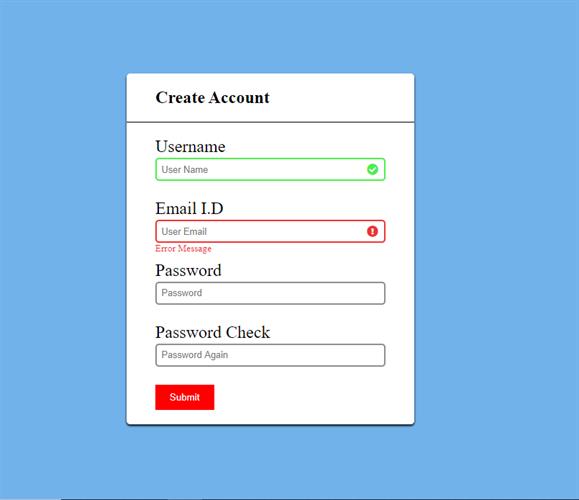 Create Account
Username
User Name
Email I.D
User Email
Error Message
Password
Password
Password Check
Password Again
Submit